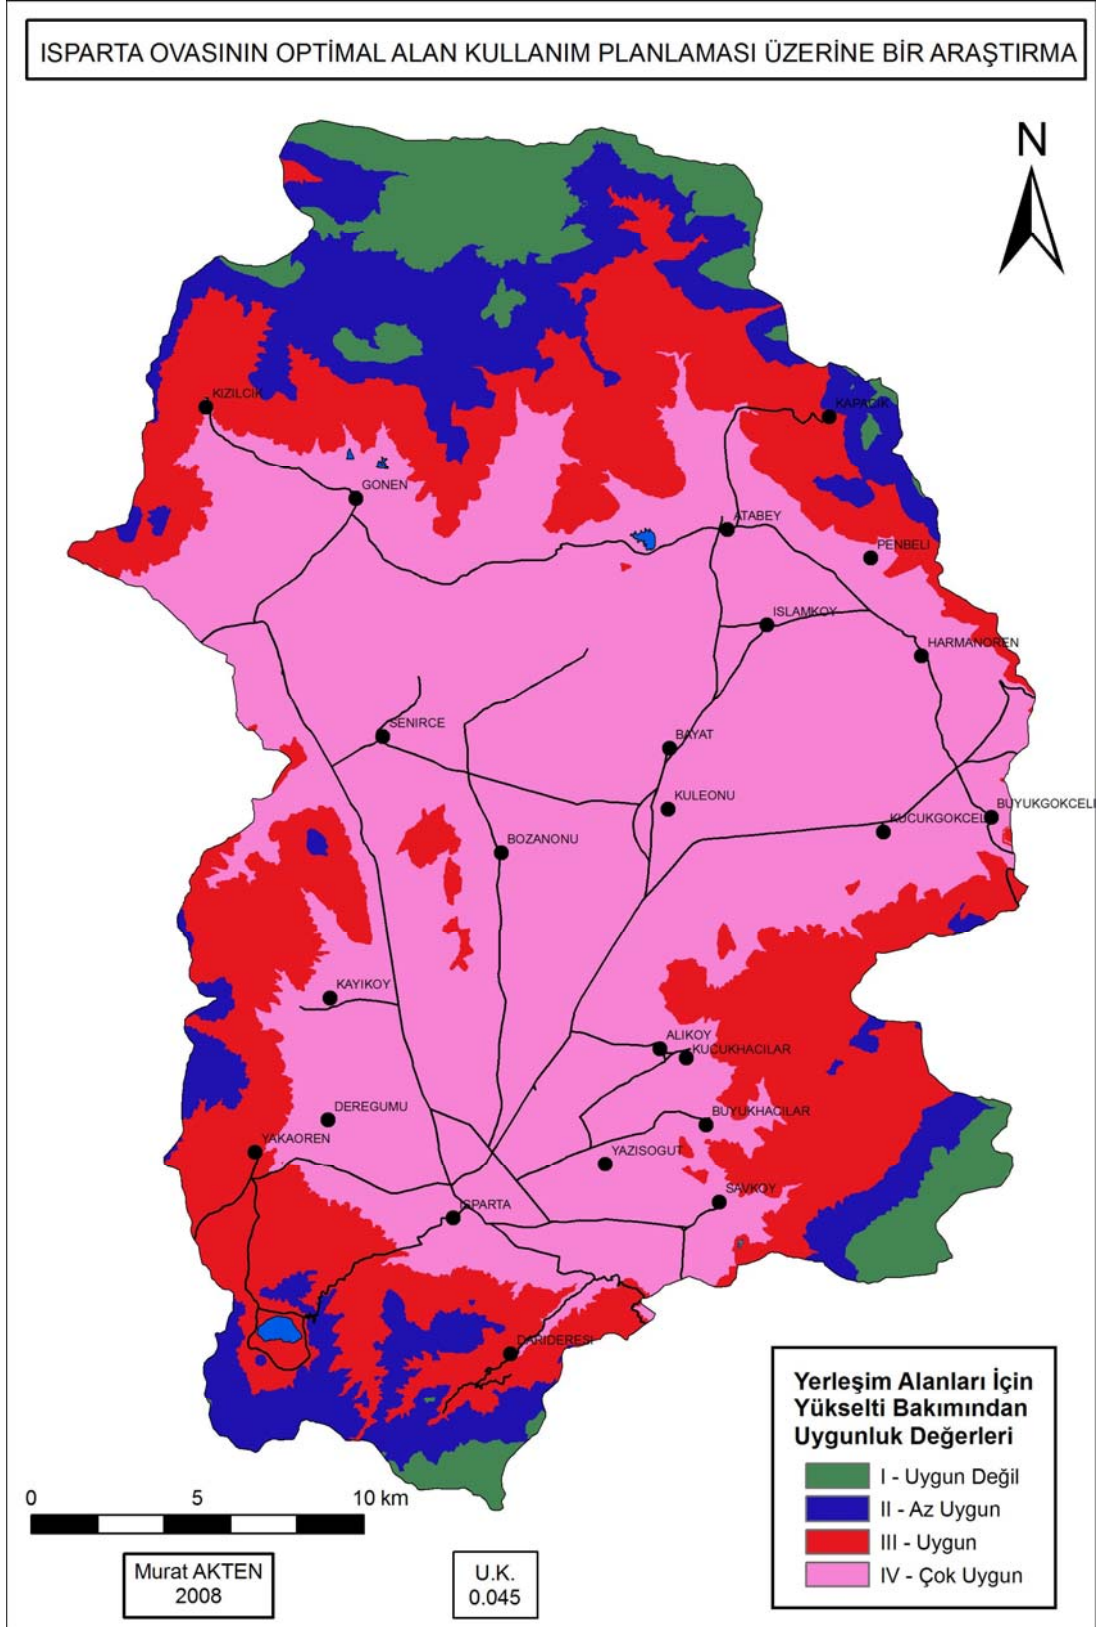 ISPARTA OVASININ OPTİMAL ALAN KULLANIM PLANLAMASI ÜZERİNE BİR ARAŞTIRMA
N
KIZILCIK
KAPACIK
GONEN
ATABEY
PENBELI
ISLAMKOY
HARMANOREN
SENIRCE
BAYAT
KULEONU
BUYUKGOKCELI
KUCUKGOKCELI
BOZANONU
KAYIKOY
ALIKOY
KUCUKHACILAR
DEREGUMU
BUYUKHACILAR
YAKAOREN
YAZISOGUT
SAVKOY
ISPARTA
DARIDERESI
Yerleşim Alanları İçin
Yükselti Bakımından
Uygunluk Değerleri
I - Uygun Değil
II - Az Uygun
III - Uygun
IV - Çok Uygun
0 5 10 km
Murat AKTEN
2008
U.K.
0.045